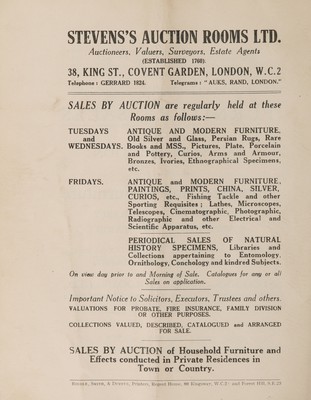 STEVENS'S AUCTION ROOMS LTD.
Auctioneers, Valuers, Surveyors, Estate Agents
(ESTABLISHED 1760)
38, KING ST., COVENT GARDEN, LONDON, W.C.2
Telephone: GERRARD 1824. Telegrams: "AUKS, RAND, LONDON."
SALES BY AUCTION are regularly held at these
Rooms as follows:—
TUESDAYS ANTIQUE AND MODERN FURNITURE,
and Old Silver and Glass, Persian Rugs, Rare
WEDNESDAYS. Books and MSS., Pictures, Plate, Porcelain
and Pottery, Curios, Arms and Armour,
Bronzes, Ivories, Ethnographical Specimens,
etc.
FRIDAYS. ANTIQUE and MODERN FURNITURE,
PAINTINGS, PRINTS, CHINA, SILVER,
CURIOS, etc., Fishing Tackle and other
Sporting Requisites; Lathes, Microscopes,
Telescopes, Cinematographic, Photographic,
Radiographic and other Electrical and
Scientific Apparatus, etc.
PERIODICAL SALES OF NATURAL
HISTORY SPECIMENS, Libraries and
Collections appertaining to Entomology,
Ornithology, Conchology and kindred Subjects.
On view day prior to and Morning of Sale. Catalogues for any or all
Sales on application.
Important Notice to Solicitors, Executors, Trustees and others.
VALUATIONS FOR PROBATE, FIRE INSURANCE, FAMILY DIVISION
OR OTHER PURPOSES.
COLLECTIONS VALUED, DESCRIBED, CATALOGUED and ARRANGED
FOR SALE.
SALES BY AUCTION of Household Furniture and
Effects conducted in Private Residences in
Town or Country.
Printers, Regent House, Kingsway, W.C.2; and Forest Hill, S.E.23